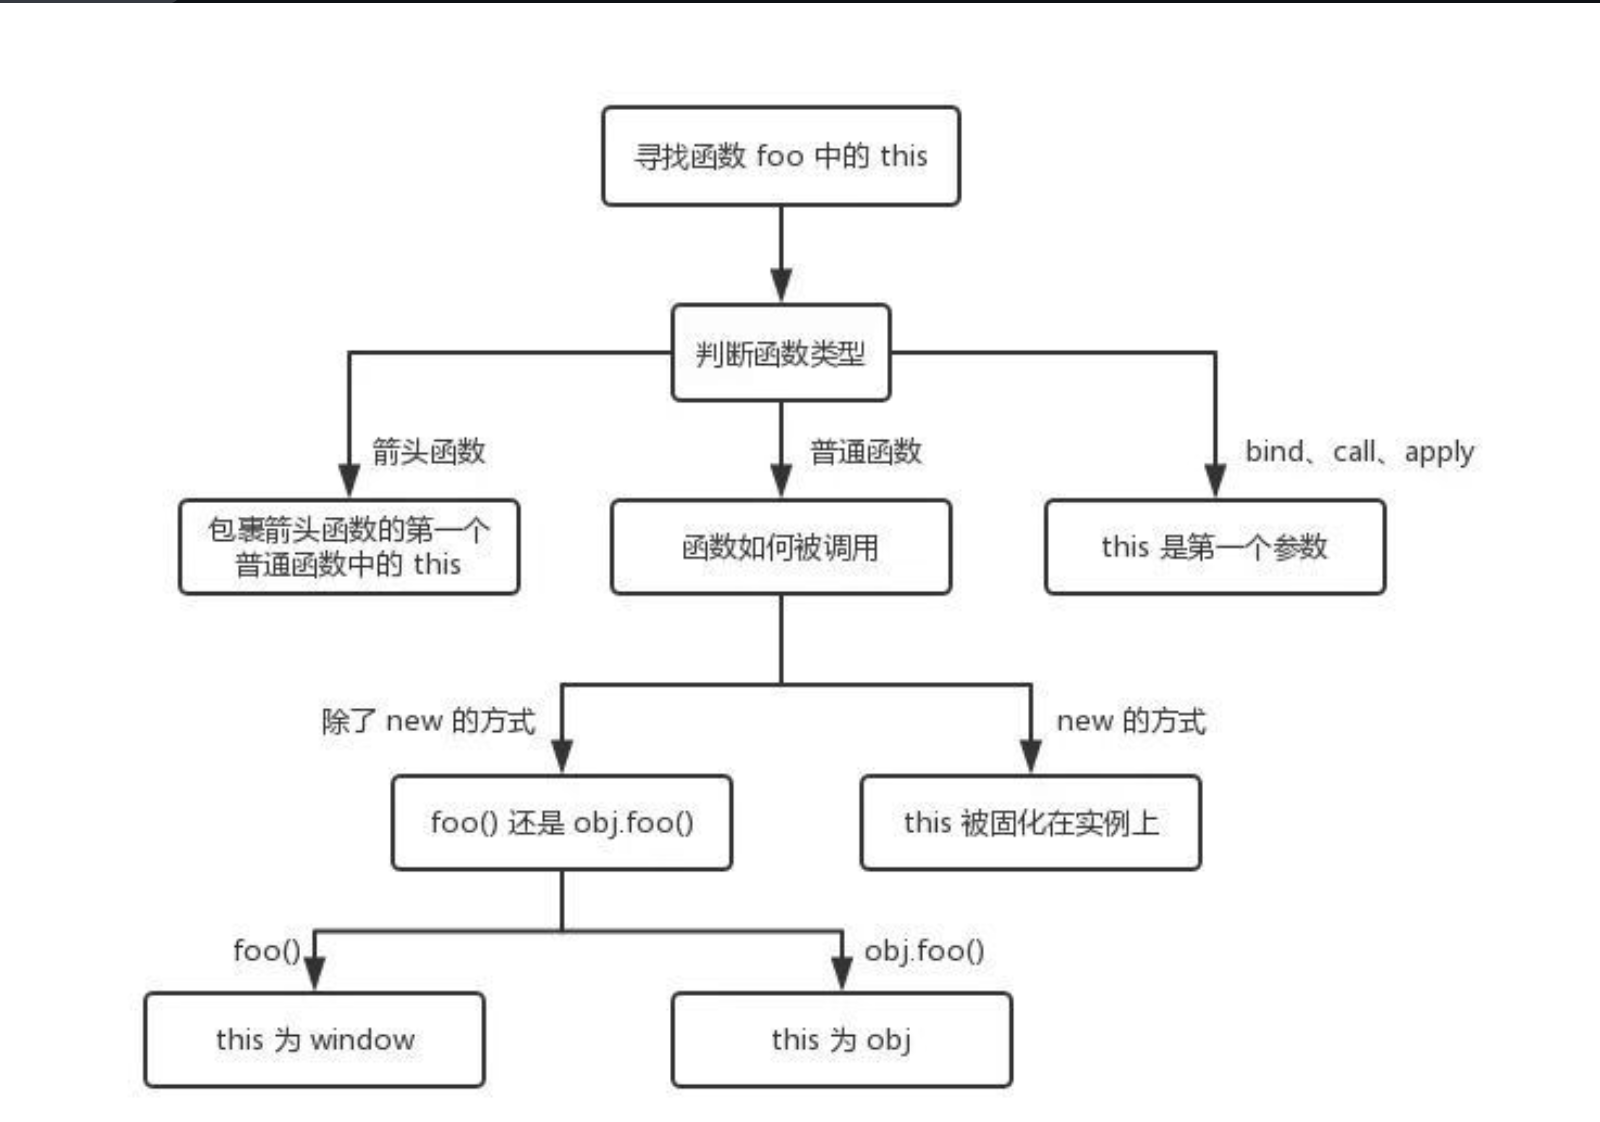 寻找函数 foo 中的 this
判断函数类型
箭头函数
普通函数
bind、call、apply
包裹箭头函数的第一个
普通函数中的 this
函数如何被调用
this 是第一个参数
除了 new 的方式
new 的方式
foo() 还是 obj.foo()
this 被固化在实例上
foo()
obj.foo()
this 为 window
this 为 obj